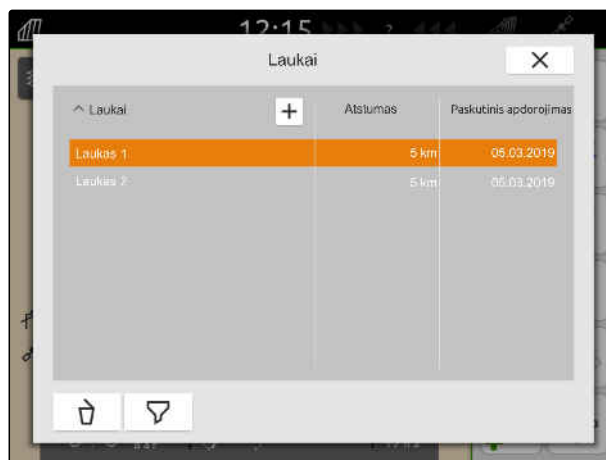 12:15
Laukai
^ Laukai + Atstumas Paskutinis apdorojimas
Laukas 1 5 km 05.03.2019
Laukas 2 5 km 05.03.2019